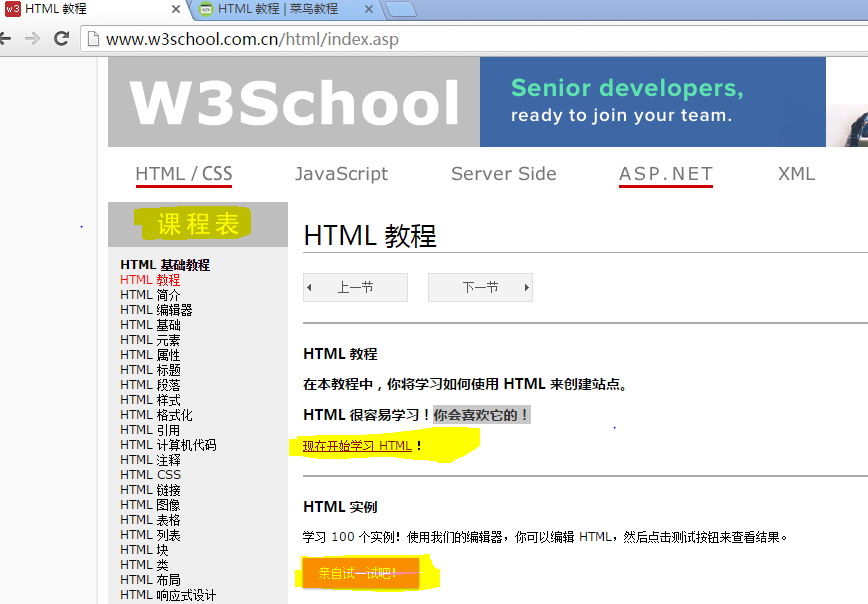 HTML 教程
HTML 教程 | 菜鸟教程
www.w3school.com.cn/html/index.asp
W3School
Senior developers,
ready to join your team.
HTML / CSS
JavaScript
Server Side
ASP.NET
XML
课程表
HTML 基础教程
HTML 教程
HTML 简介
HTML 编辑器
HTML 基础
HTML 元素
HTML 属性
HTML 标题
HTML 段落
HTML 样式
HTML 格式化
HTML 引用
HTML 计算机代码
HTML 注释
HTML CSS
HTML 链接
HTML 图像
HTML 表格
HTML 列表
HTML 块
HTML 类
HTML 布局
HTML 响应式设计
HTML 教程
上一节
下一节
HTML 教程
在本教程中，你将学习如何使用 HTML 来创建站点。
HTML 很容易学习！你会喜欢它的！
现在开始学习 HTML！
HTML 实例
学习 100 个实例！使用我们的编辑器，你可以编辑 HTML，然后点击测试按钮来查看结果。
亲自试一试吧！